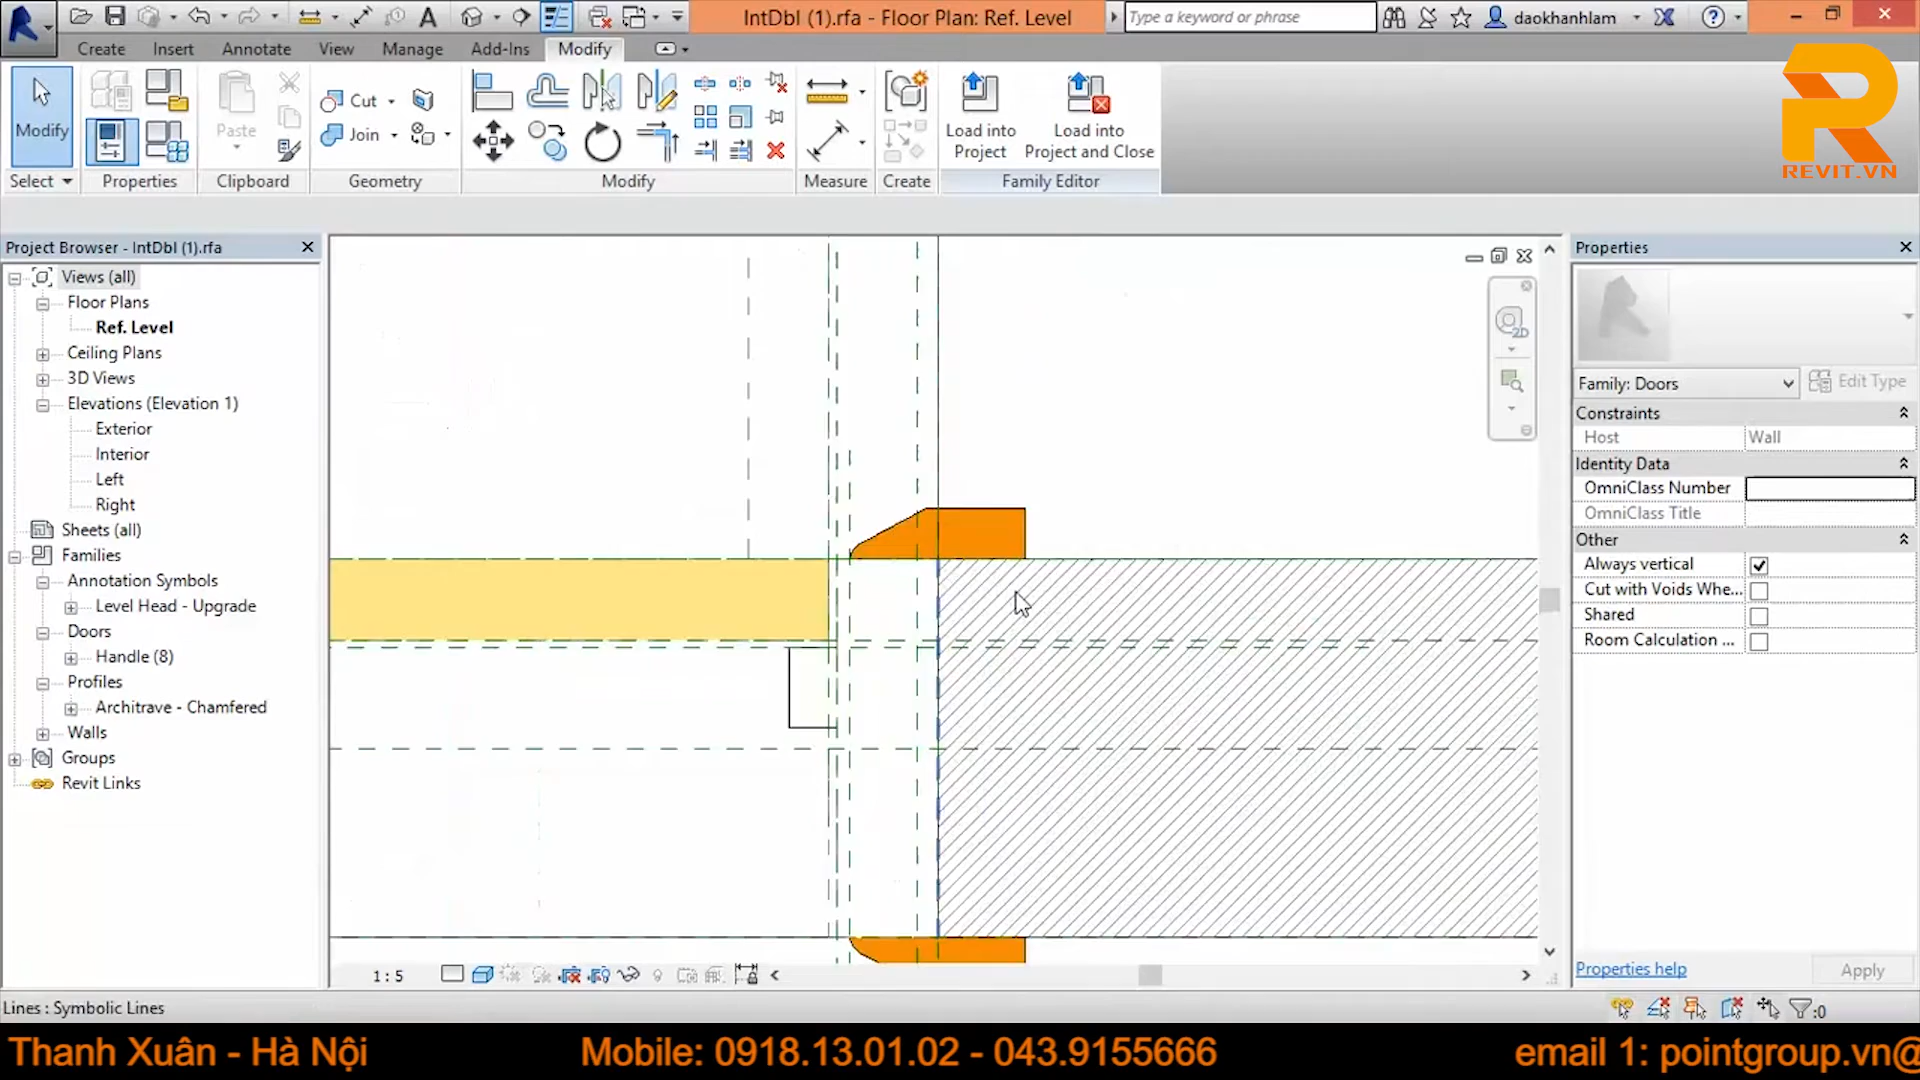 IntDbl (1).rfa - Floor Plan: Ref. Level
Type a keyword or phrase
daokhanhlam
Create Insert Annotate View Manage Add-Ins Modify
Modify
Paste
Cut
Join
Load into Project
Load into Project and Close
Select Properties Clipboard Geometry Modify Measure Create Family Editor
REVIT.VN
Project Browser - IntDbl (1).rfa
Views (all)
Floor Plans
Ref. Level
Ceiling Plans
3D Views
Elevations (Elevation 1)
Exterior
Interior
Left
Right
Sheets (all)
Families
Annotation Symbols
Level Head - Upgrade
Doors
Handle (8)
Profiles
Architrave - Chamfered
Walls
Groups
Revit Links
2D
Properties
Family: Doors
Edit Type
Constraints
Host Wall
Identity Data
OmniClass Number
OmniClass Title
Other
Always vertical
Cut with Voids Whe...
Shared
Room Calculation ...
Properties help
Apply
1 : 5
Lines : Symbolic Lines
:0
Thanh Xuân - Hà Nội Mobile: 0918.13.01.02 - 043.9155666 email 1: pointgroup.vn@